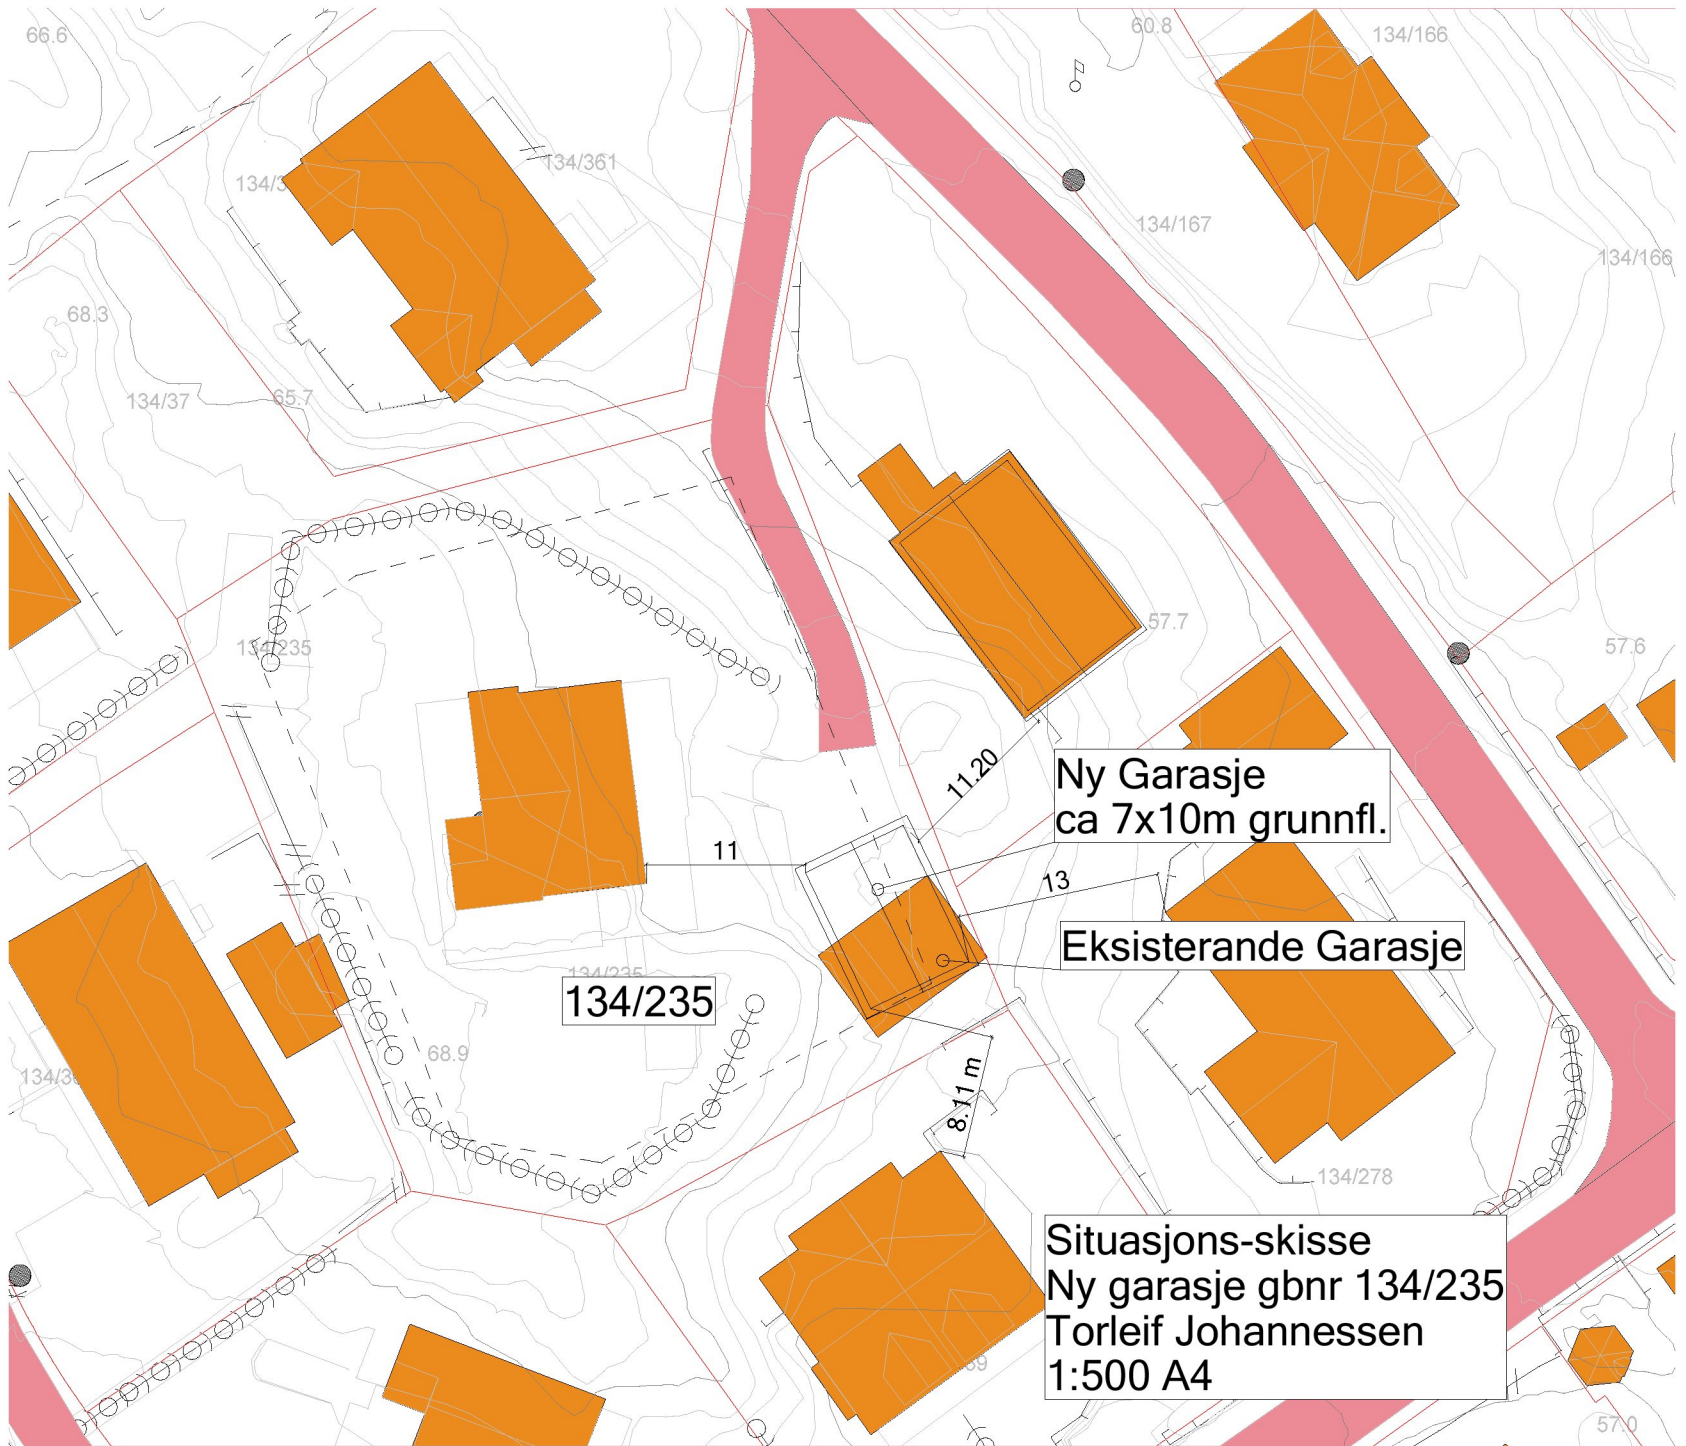 66.6
60.8
134/166
134/361
134/3
134/167
134/166
68.3
134/37
65.7
57.7
134/235
57.6
11.20
Ny Garasje
ca 7x10m grunnfl.
11
13
Eksisterande Garasje
134/235
134/235
68.9
134/3
8.11 m
134/278
Situasjons-skisse
Ny garasje gbnr 134/235
Torleif Johannessen
1:500 A4
69
57.0